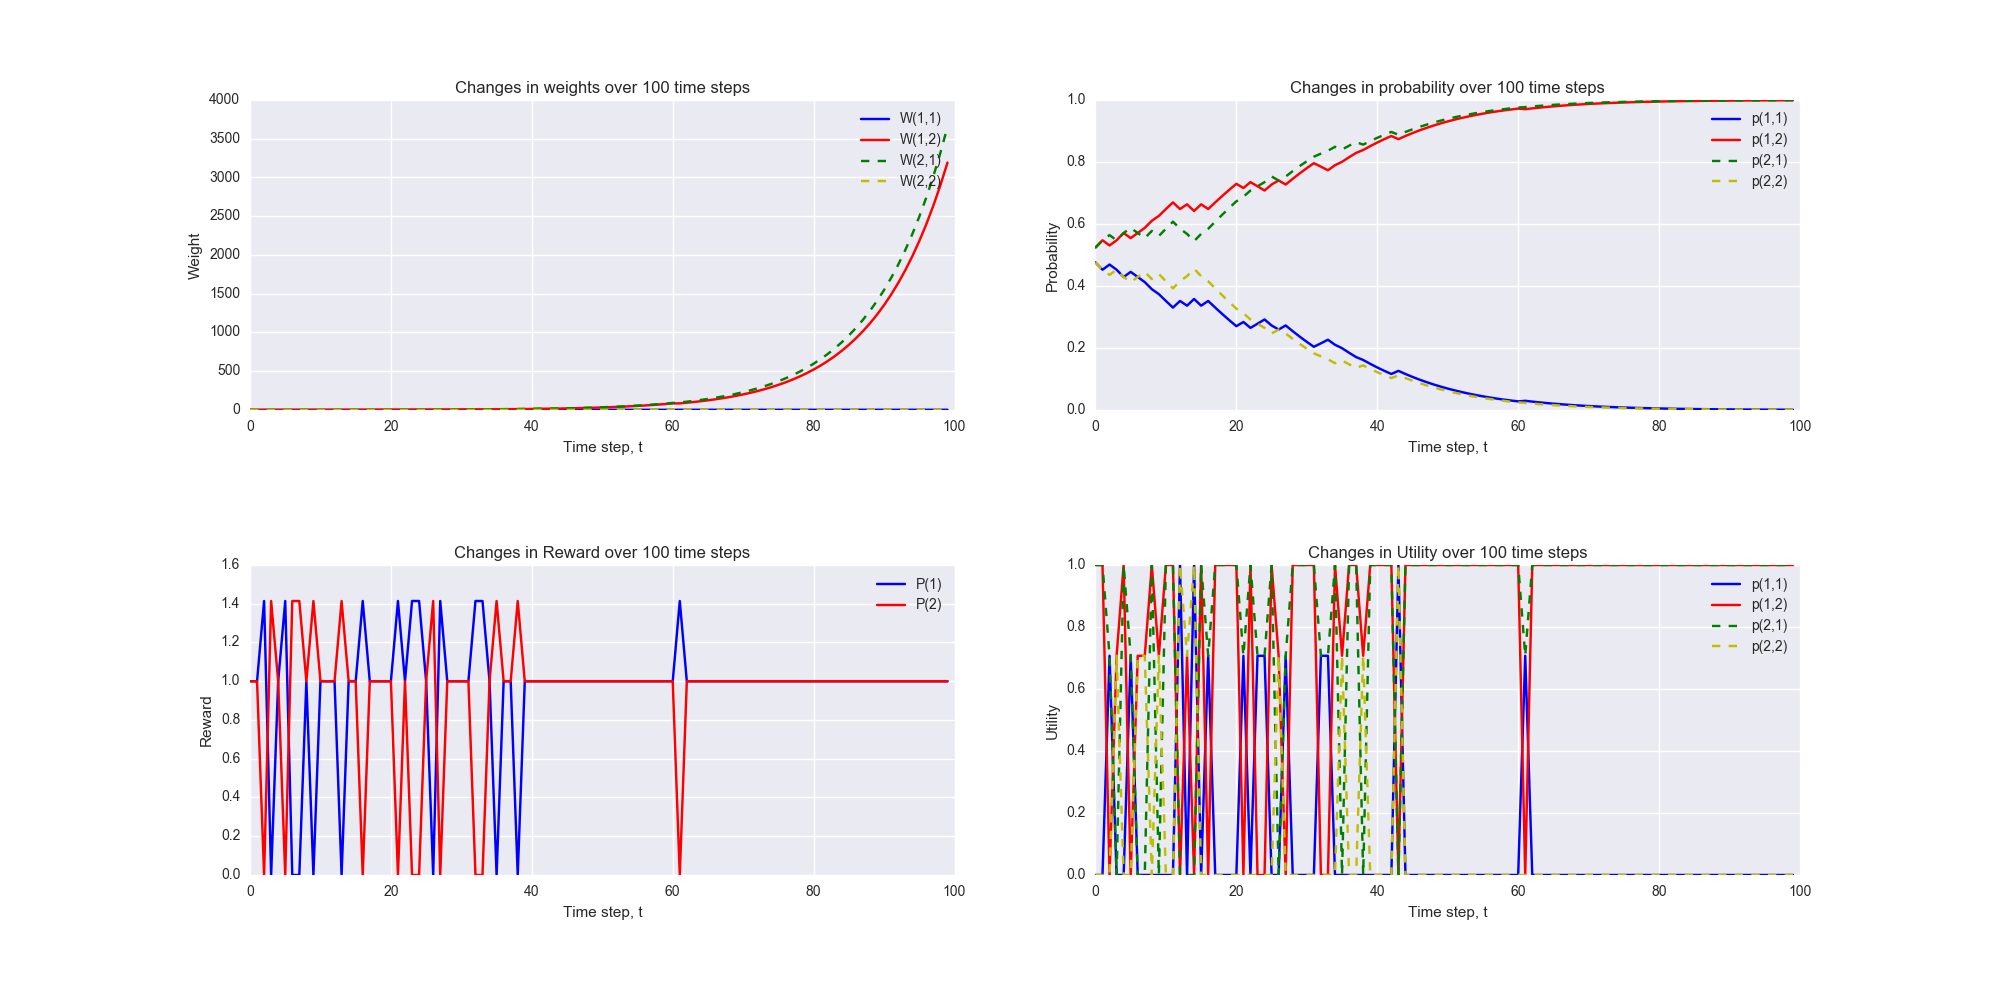 Changes in weights over 100 time steps
4000
3500
3000
2500
2000
1500
1000
500
0
Weight
0 20 40 60 80 100
Time step, t
W(1,1)
W(1,2)
W(2,1)
W(2,2)
Changes in probability over 100 time steps
1.0
0.8
0.6
0.4
0.2
0.0
Probability
0 20 40 60 80 100
Time step, t
p(1,1)
p(1,2)
p(2,1)
p(2,2)
Changes in Reward over 100 time steps
1.6
1.4
1.2
1.0
0.8
0.6
0.4
0.2
0.0
Reward
0 20 40 60 80 100
Time step, t
P(1)
P(2)
Changes in Utility over 100 time steps
1.0
0.8
0.6
0.4
0.2
0.0
Utility
0 20 40 60 80 100
Time step, t
p(1,1)
p(1,2)
p(2,1)
p(2,2)